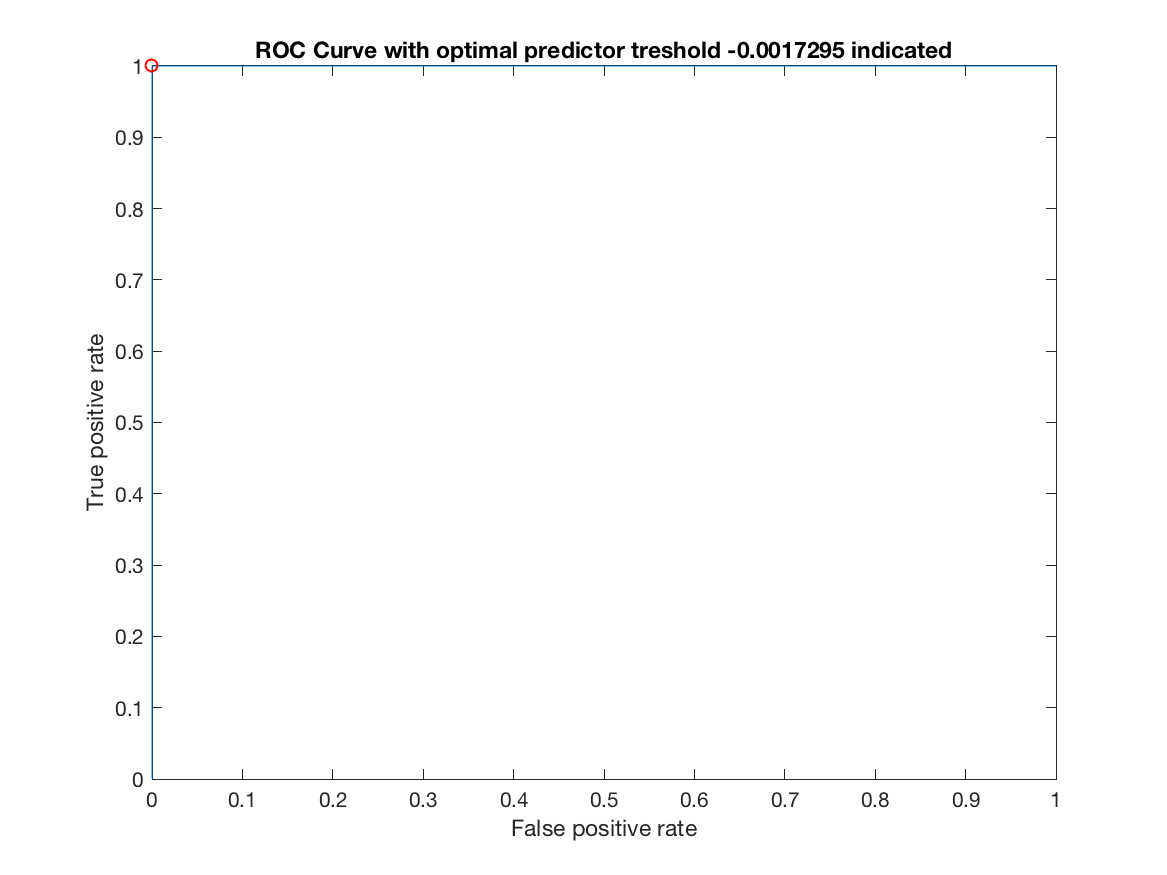 ROC Curve with optimal predictor treshold -0.0017295 indicated
1
0.9
0.8
0.7
0.6
0.5
0.4
0.3
0.2
0.1
0
True positive rate
0 0.1 0.2 0.3 0.4 0.5 0.6 0.7 0.8 0.9 1
False positive rate